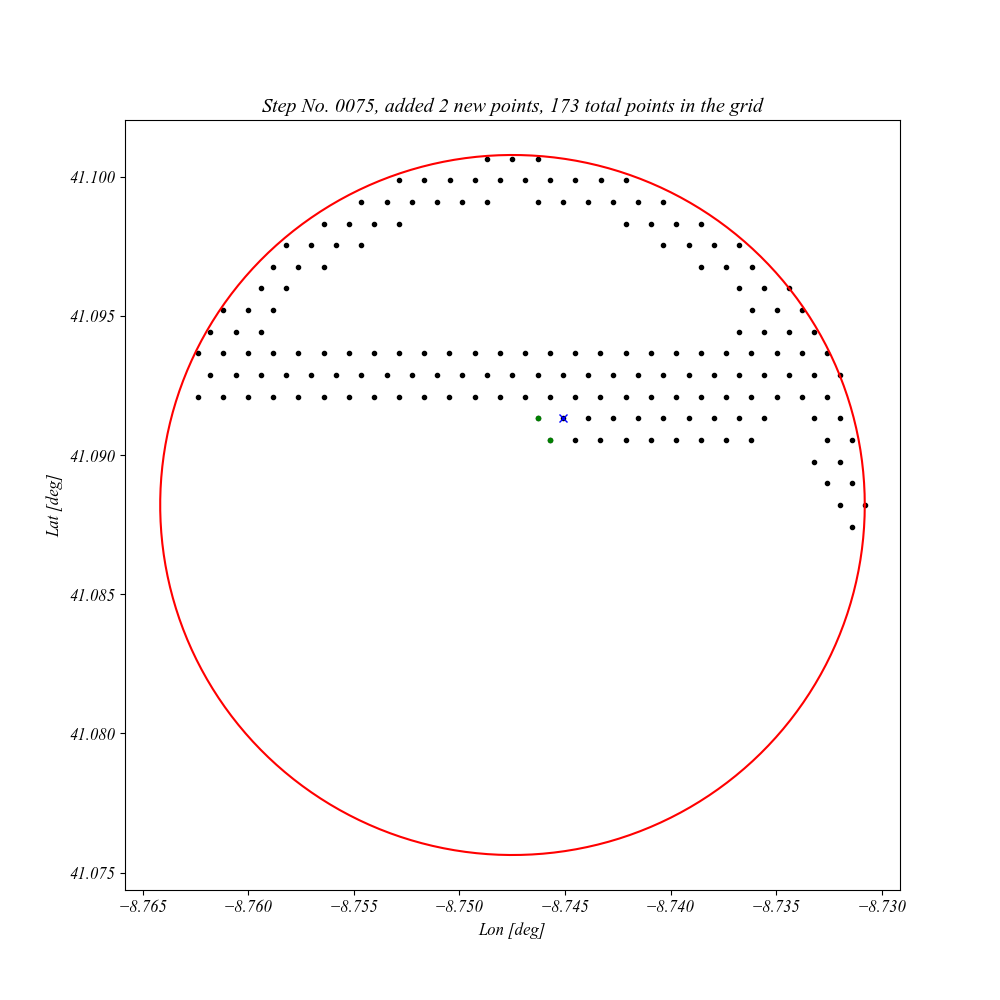 Step No. 0075, added 2 new points, 173 total points in the grid
41.100
41.095
41.090
41.085
41.080
41.075
Lat [deg]
−8.765 −8.760 −8.755 −8.750 −8.745 −8.740 −8.735 −8.730
Lon [deg]